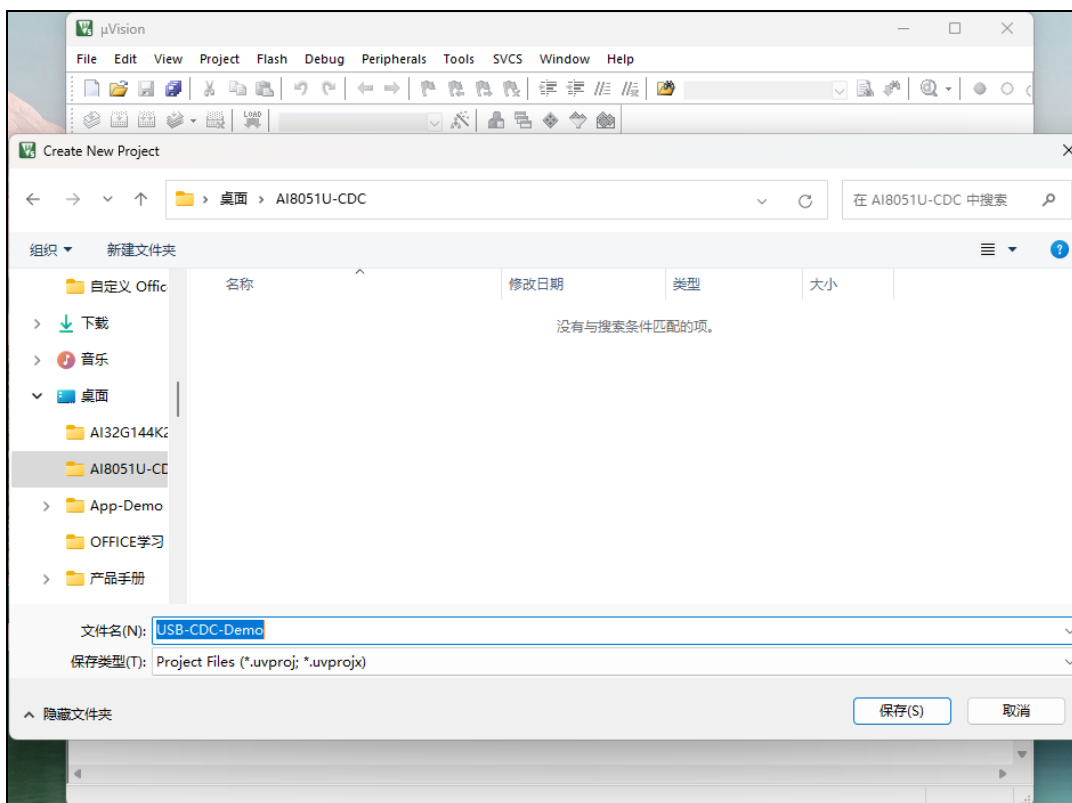 μVision
File Edit View Project Flash Debug Peripherals Tools SVCS Window Help
LOAD
Create New Project
桌面 › AI8051U-CDC
在 AI8051U-CDC 中搜索
组织 新建文件夹
名称 修改日期 类型 大小
没有与搜索条件匹配的项。
自定义 Offic
下载
音乐
桌面
AI32G144K2
AI8051U-CD
App-Demo
OFFICE学习
产品手册
文件名(N): USB-CDC-Demo
保存类型(T): Project Files (*.uvproj; *.uvprojx)
隐藏文件夹 保存(S) 取消